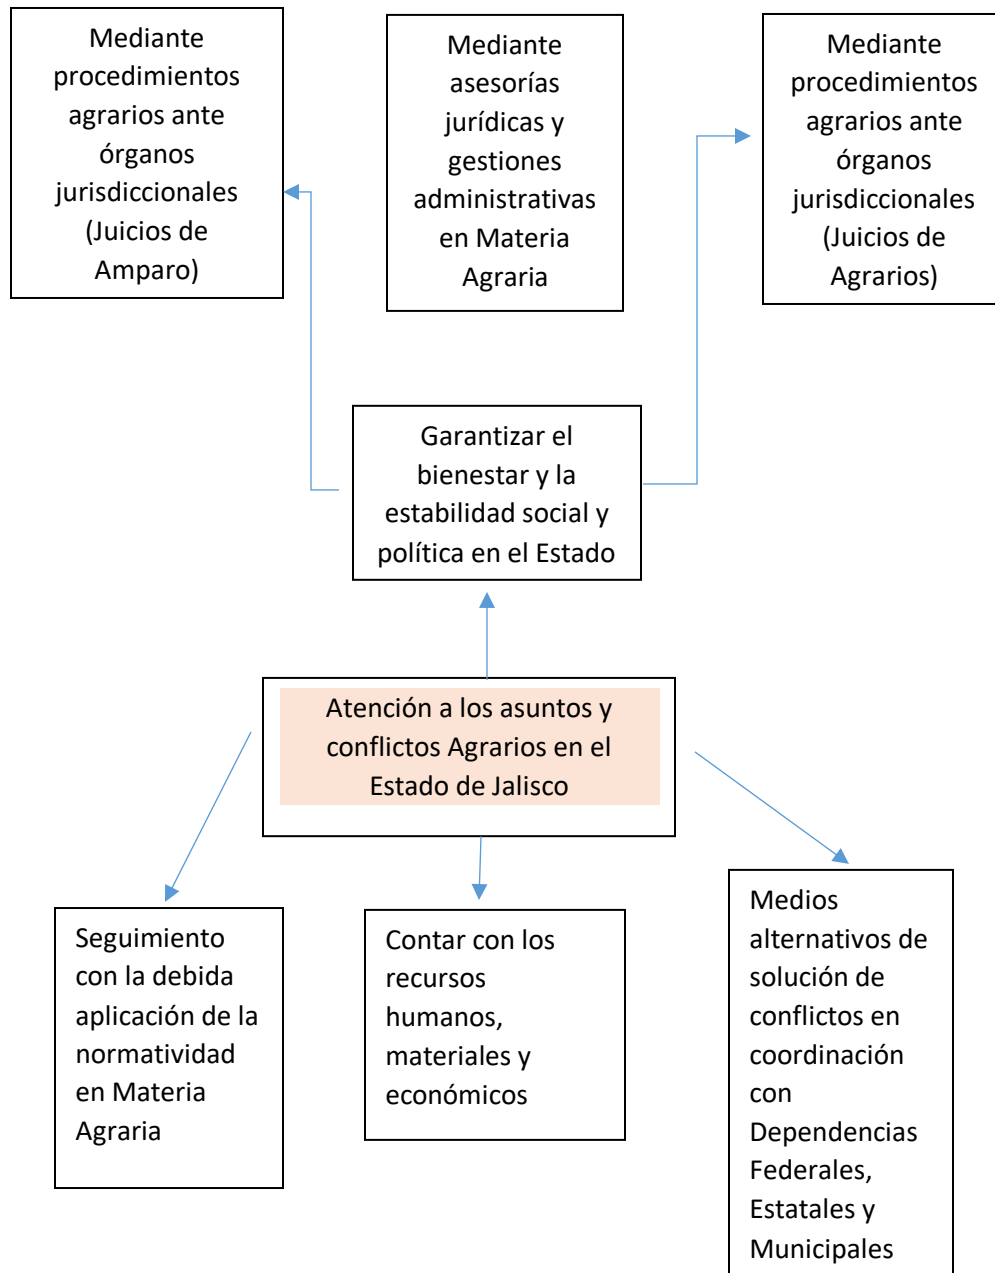 Mediante
procedimientos
agrarios ante
órganos
jurisdiccionales
(Juicios de
Amparo)
Mediante
asesorías
jurídicas y
gestiones
administrativas
en Materia
Agraria
Mediante
procedimientos
agrarios ante
órganos
jurisdiccionales
(Juicios de
Agrarios)
Garantizar el
bienestar y la
estabilidad social y
política en el Estado
Atención a los asuntos y
conflictos Agrarios en el
Estado de Jalisco
Seguimiento
con la debida
aplicación de la
normatividad
en Materia
Agraria
Contar con los
recursos
humanos,
materiales y
económicos
Medios
alternativos de
solución de
conflictos en
coordinación
con
Dependencias
Federales,
Estatales y
Municipales